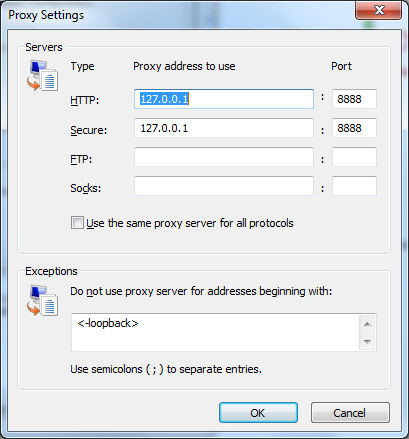 Proxy Settings
Servers
Type Proxy address to use Port
HTTP: 127.0.0.1 : 8888
Secure: 127.0.0.1 : 8888
FTP: :
Socks: :
Use the same proxy server for all protocols
Exceptions
Do not use proxy server for addresses beginning with:
<-loopback>
Use semicolons ( ; ) to separate entries.
OK Cancel